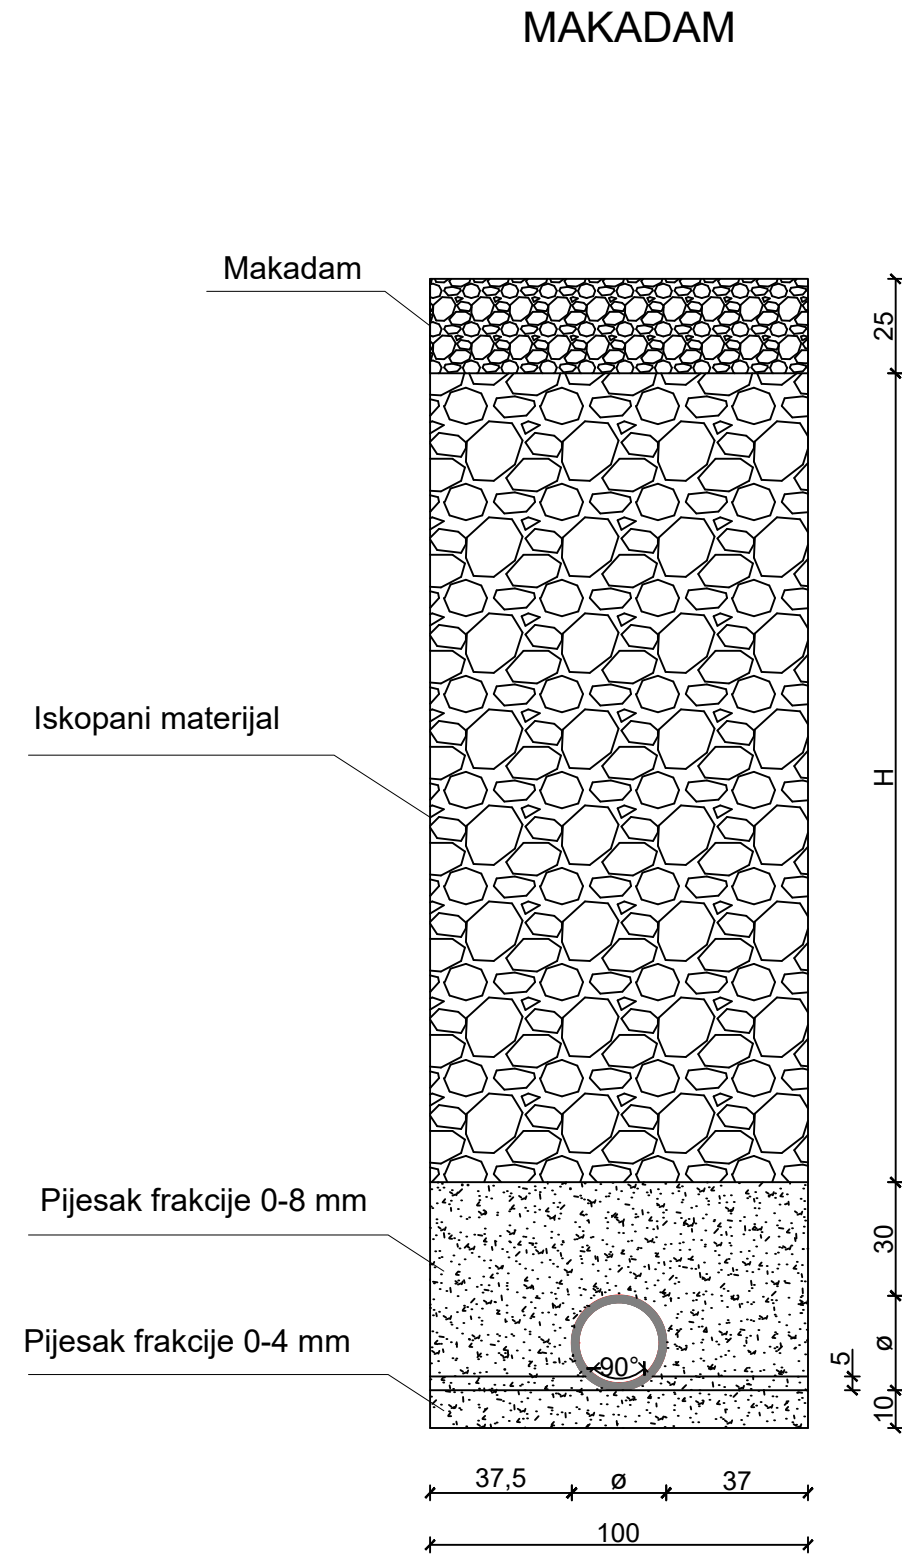 MAKADAM
Makadam
25
Iskopani materijal
H
Pijesak frakcije 0-8 mm
30
Pijesak frakcije 0-4 mm
90°
5
ø
10
37,5
ø
37
100